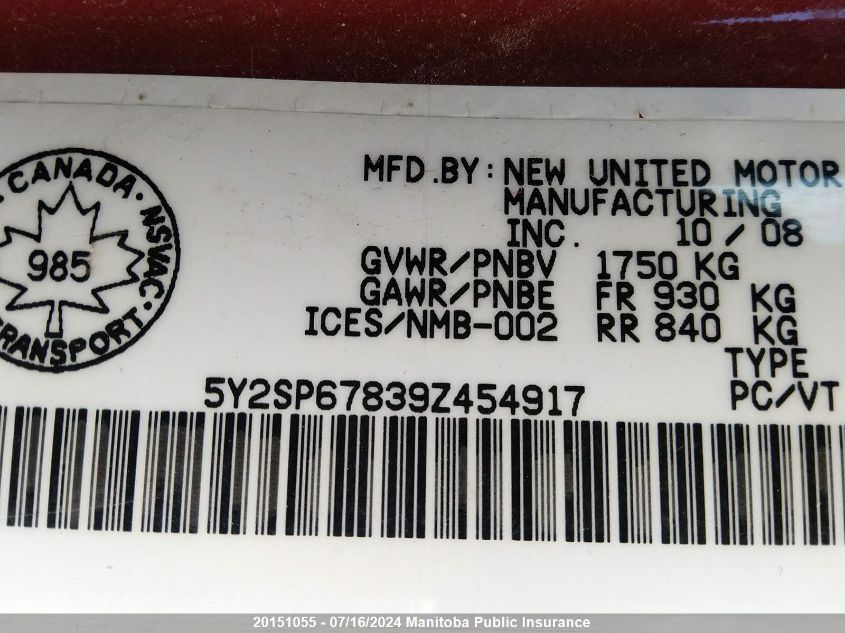 CANADA
NSVAC
985
TRANSPORT
MFD.BY: NEW UNITED MOTOR
MANUFACTURING
INC. 10/08
GVWR/PNBV 1750 KG
GAWR/PNBE FR 930 KG
ICES/NMB-002 RR 840 KG
TYPE
5Y2SP67839Z454917 PC/VT
20151055 - 07/16/2024 Manitoba Public Insurance